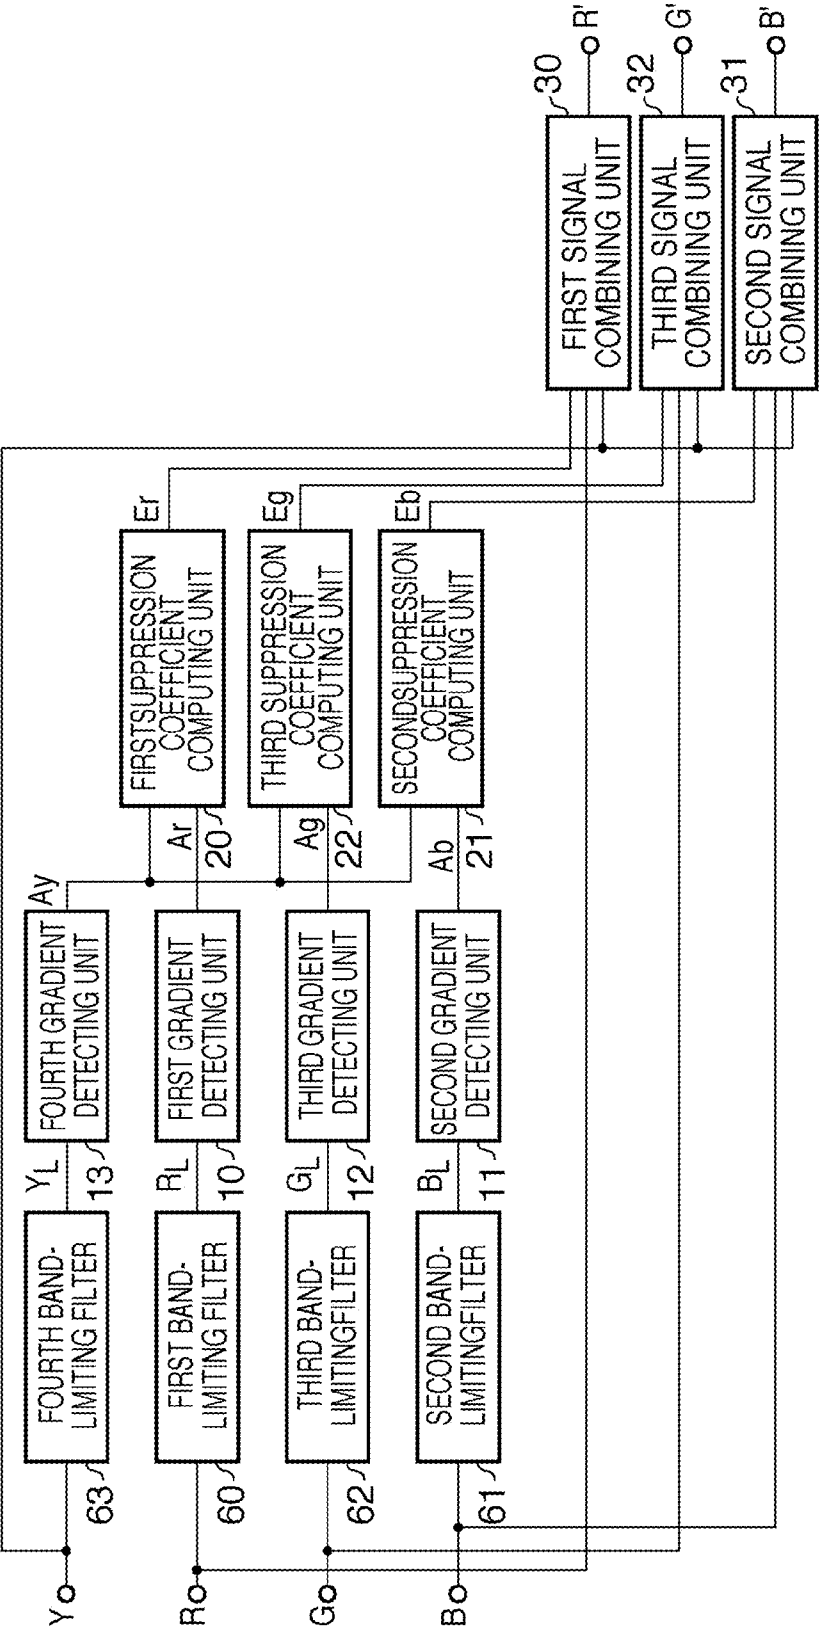 Y
63
FOURTH BAND-
LIMITING FILTER
YL
13
FOURTH GRADIENT
DETECTING UNIT
Ay
R
60
FIRST BAND-
LIMITING FILTER
RL
10
FIRST GRADIENT
DETECTING UNIT
Ar
20
FIRSTSUPPRESSION
COEFFICIENT
COMPUTING UNIT
Er
G
62
THIRD BAND-
LIMITINGFILTER
GL
12
THIRD GRADIENT
DETECTING UNIT
Ag
22
THIRD SUPPRESSION
COEFFICIENT
COMPUTING UNIT
Eg
B
61
SECOND BAND-
LIMITINGFILTER
BL
11
SECOND GRADIENT
DETECTING UNIT
Ab
21
SECONDSUPPRESSION
COEFFICIENT
COMPUTING UNIT
Eb
FIRST SIGNAL
COMBINING UNIT
30
R'
THIRD SIGNAL
COMBINING UNIT
32
G'
SECOND SIGNAL
COMBINING UNIT
31
B'